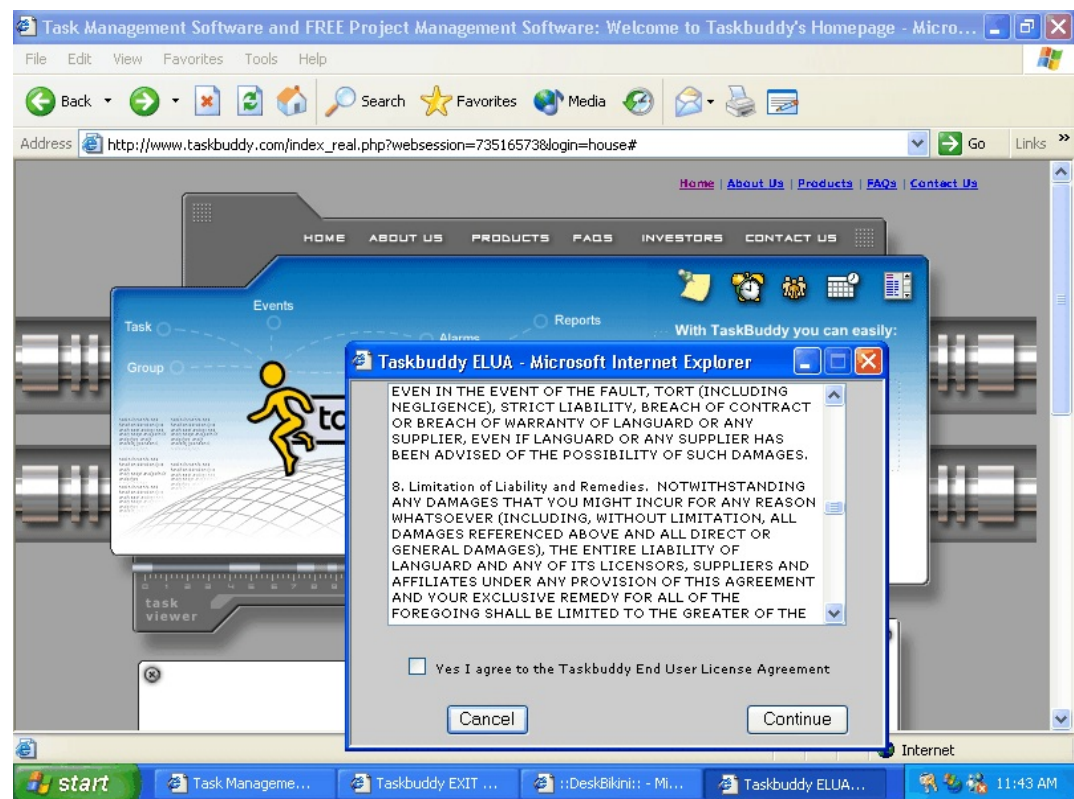 Task Management Software and FREE Project Management Software: Welcome to Taskbuddy's Homepage - Micro...
File Edit View Favorites Tools Help
Back Search Favorites Media
Address http://www.taskbuddy.com/index_real.php?websession=73516573&login=house# Go Links »
Home | About Us | Products | FAQs | Contact Us
HOME ABOUT US PRODUCTS FAQS INVESTORS CONTACT US
Events
Task
Reports
Alarms
With TaskBuddy you can easily:
Group
Taskbuddy ELUA - Microsoft Internet Explorer
EVEN IN THE EVENT OF THE FAULT, TORT (INCLUDING
NEGLIGENCE), STRICT LIABILITY, BREACH OF CONTRACT
OR BREACH OF WARRANTY OF LANGUARD OR ANY
SUPPLIER, EVEN IF LANGUARD OR ANY SUPPLIER HAS
BEEN ADVISED OF THE POSSIBILITY OF SUCH DAMAGES.
8. Limitation of Liability and Remedies. NOTWITHSTANDING
ANY DAMAGES THAT YOU MIGHT INCUR FOR ANY REASON
WHATSOEVER (INCLUDING, WITHOUT LIMITATION, ALL
DAMAGES REFERENCED ABOVE AND ALL DIRECT OR
GENERAL DAMAGES), THE ENTIRE LIABILITY OF
LANGUARD AND ANY OF ITS LICENSORS, SUPPLIERS AND
AFFILIATES UNDER ANY PROVISION OF THIS AGREEMENT
AND YOUR EXCLUSIVE REMEDY FOR ALL OF THE
FOREGOING SHALL BE LIMITED TO THE GREATER OF THE
Yes I agree to the Taskbuddy End User License Agreement
Cancel Continue
task
viewer
Internet
start Task Manageme... Taskbuddy EXIT ... ::DeskBikini:: - Mi... Taskbuddy ELUA... 11:43 AM